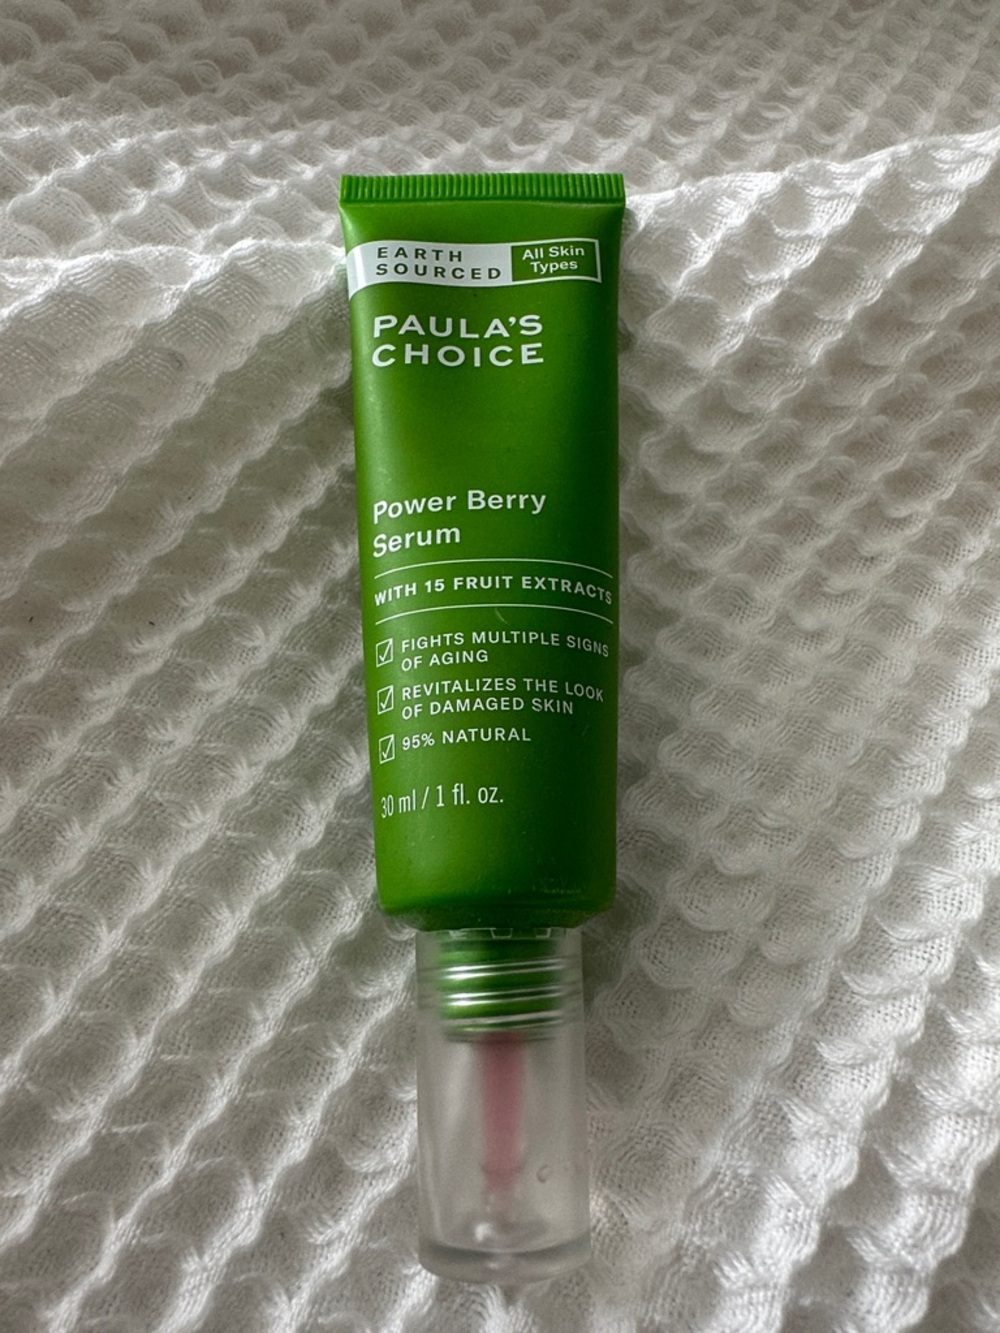 EARTH
SOURCED
All Skin
Types
PAULA'S
CHOICE
Power Berry
Serum
WITH 15 FRUIT EXTRACTS
FIGHTS MULTIPLE SIGNS
OF AGING
REVITALIZES THE LOOK
OF DAMAGED SKIN
95% NATURAL
30 ml / 1 fl. oz.